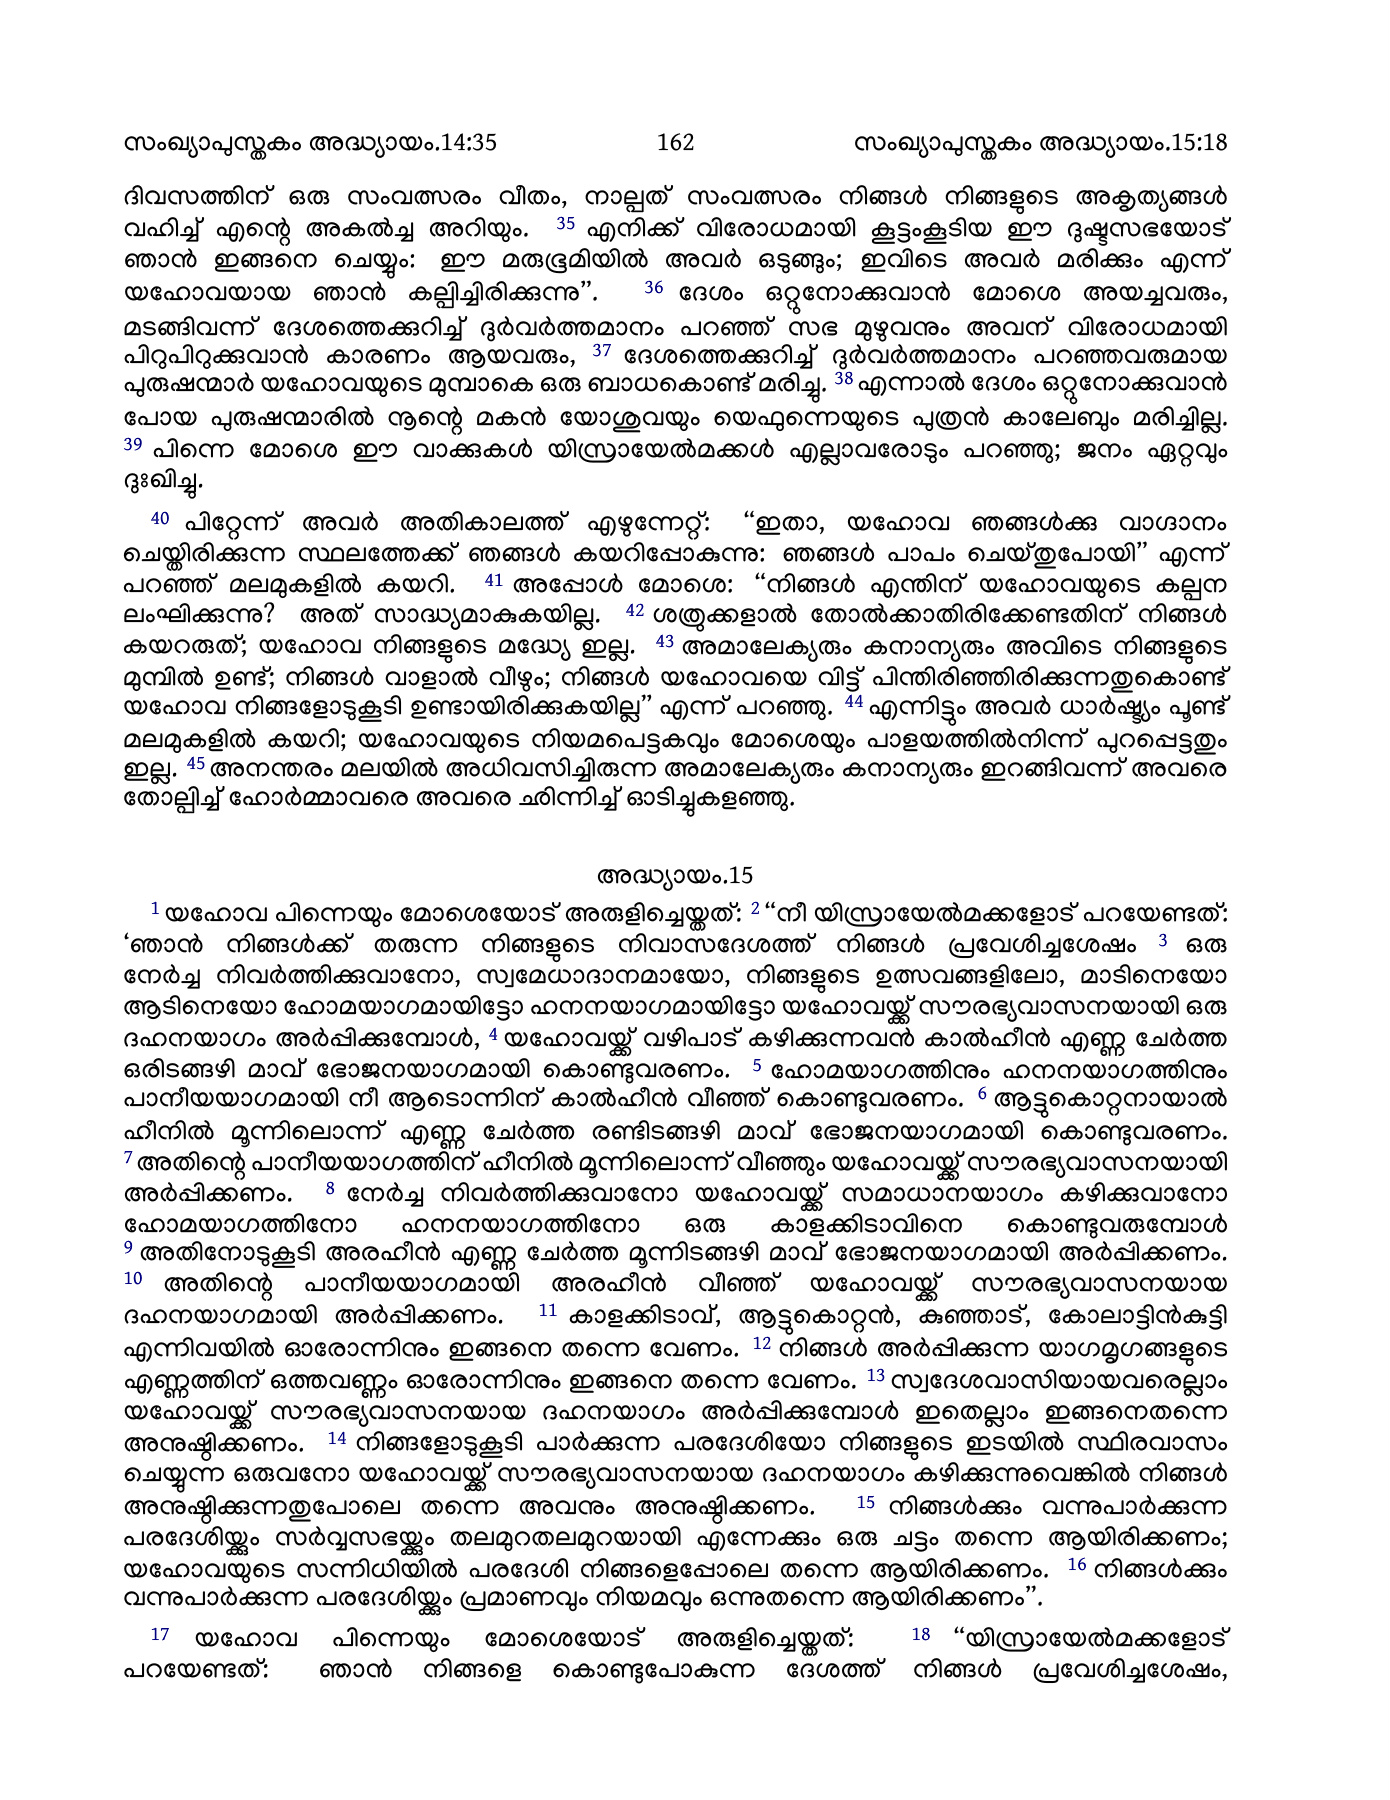 സംഖ്യാപുസ്തകം അദ്ധ്യായം.14:35 162 സംഖ്യാപുസ്തകം അദ്ധ്യായം.15:18
ദിവസത്തിന് ഒരു സംവത്സരം വീതം, നാല്പത് സംവത്സരം നിങ്ങൾ നിങ്ങളുടെ അകൃത്യങ്ങൾ
വഹിച്ച് എന്റെ അകൽച്ച അറിയും. 35 എനിക്ക് വിരോധമായി കൂട്ടംകൂടിയ ഈ ദുഷ്ടസഭയോട്
ഞാൻ ഇങ്ങനെ ചെയ്യും: ഈ മരുഭൂമിയിൽ അവർ ഒടുങ്ങും; ഇവിടെ അവർ മരിക്കും എന്ന്
യഹോവയായ ഞാൻ കല്പിച്ചിരിക്കുന്നു”. 36 ദേശം ഒറ്റുനോക്കുവാൻ മോശെ അയച്ചവരും,
മടങ്ങിവന്ന് ദേശത്തെക്കുറിച്ച് ദുർവർത്തമാനം പറഞ്ഞ് സഭ മുഴുവനും അവന് വിരോധമായി
പിറുപിറുക്കുവാൻ കാരണം ആയവരും, 37 ദേശത്തെക്കുറിച്ച് ദുർവർത്തമാനം പറഞ്ഞവരുമായ
പുരുഷന്മാർ യഹോവയുടെ മുമ്പാകെ ഒരു ബാധകൊണ്ട് മരിച്ചു. 38 എന്നാൽ ദേശം ഒറ്റുനോക്കുവാൻ
പോയ പുരുഷന്മാരിൽ നൂന്റെ മകൻ യോശുവയും യെഫുന്നെയുടെ പുത്രൻ കാലേബും മരിച്ചില്ല.
39 പിന്നെ മോശെ ഈ വാക്കുകൾ യിസ്രായേൽമക്കൾ എല്ലാവരോടും പറഞ്ഞു; ജനം ഏറ്റവും
ദുഃഖിച്ചു.
40 പിറ്റേന്ന് അവർ അതികാലത്ത് എഴുന്നേറ്റ്: “ഇതാ, യഹോവ ഞങ്ങൾക്കു വാഗ്ദാനം
ചെയ്തിരിക്കുന്ന സ്ഥലത്തേക്ക് ഞങ്ങൾ കയറിപ്പോകുന്നു: ഞങ്ങൾ പാപം ചെയ്തുപോയി” എന്ന്
പറഞ്ഞ് മലമുകളിൽ കയറി. 41 അപ്പോൾ മോശെ: “നിങ്ങൾ എന്തിന് യഹോവയുടെ കല്പന
ലംഘിക്കുന്നു? അത് സാദ്ധ്യമാകുകയില്ല. 42 ശത്രുക്കളാൽ തോൽക്കാതിരിക്കേണ്ടതിന് നിങ്ങൾ
കയറരുത്; യഹോവ നിങ്ങളുടെ മദ്ധ്യേ ഇല്ല. 43 അമാലേക്യരും കനാന്യരും അവിടെ നിങ്ങളുടെ
മുമ്പിൽ ഉണ്ട്; നിങ്ങൾ വാളാൽ വീഴും; നിങ്ങൾ യഹോവയെ വിട്ട് പിന്തിരിഞ്ഞിരിക്കുന്നതുകൊണ്ട്
യഹോവ നിങ്ങളോടുകൂടി ഉണ്ടായിരിക്കുകയില്ല” എന്ന് പറഞ്ഞു. 44 എന്നിട്ടും അവർ ധാർഷ്ട്യം പൂണ്ട്
മലമുകളിൽ കയറി; യഹോവയുടെ നിയമപെട്ടകവും മോശെയും പാളയത്തിൽനിന്ന് പുറപ്പെട്ടതും
ഇല്ല. 45 അനന്തരം മലയിൽ അധിവസിച്ചിരുന്ന അമാലേക്യരും കനാന്യരും ഇറങ്ങിവന്ന് അവരെ
തോല്പിച്ച് ഹോർമ്മാവരെ അവരെ ഛിന്നിച്ച് ഓടിച്ചുകളഞ്ഞു.
അദ്ധ്യായം.15
1 യഹോവ പിന്നെയും മോശെയോട് അരുളിച്ചെയ്തത്: 2 “നീ യിസ്രായേൽമക്കളോട് പറയേണ്ടത്:
‘ഞാൻ നിങ്ങൾക്ക് തരുന്ന നിങ്ങളുടെ നിവാസദേശത്ത് നിങ്ങൾ പ്രവേശിച്ചശേഷം 3 ഒരു
നേർച്ച നിവർത്തിക്കുവാനോ, സ്വമേധാദാനമായോ, നിങ്ങളുടെ ഉത്സവങ്ങളിലോ, മാടിനെയോ
ആടിനെയോ ഹോമയാഗമായിട്ടോ ഹനനയാഗമായിട്ടോ യഹോവയ്ക്ക് സൗരഭ്യവാസനയായി ഒരു
ദഹനയാഗം അർപ്പിക്കുമ്പോൾ, 4 യഹോവയ്ക്ക് വഴിപാട് കഴിക്കുന്നവൻ കാൽഹീൻ എണ്ണ ചേർത്ത
ഒരിടങ്ങഴി മാവ് ഭോജനയാഗമായി കൊണ്ടുവരണം. 5 ഹോമയാഗത്തിനും ഹനനയാഗത്തിനും
പാനീയയാഗമായി നീ ആടൊന്നിന് കാൽഹീൻ വീഞ്ഞ് കൊണ്ടുവരണം. 6 ആട്ടുകൊറ്റനായാൽ
ഹീനിൽ മൂന്നിലൊന്ന് എണ്ണ ചേർത്ത രണ്ടിടങ്ങഴി മാവ് ഭോജനയാഗമായി കൊണ്ടുവരണം.
7 അതിന്റെ പാനീയയാഗത്തിന് ഹീനിൽ മൂന്നിലൊന്ന് വീഞ്ഞും യഹോവയ്ക്ക് സൗരഭ്യവാസനയായി
അർപ്പിക്കണം. 8 നേർച്ച നിവർത്തിക്കുവാനോ യഹോവയ്ക്ക് സമാധാനയാഗം കഴിക്കുവാനോ
ഹോമയാഗത്തിനോ ഹനനയാഗത്തിനോ ഒരു കാളക്കിടാവിനെ കൊണ്ടുവരുമ്പോൾ
9 അതിനോടുകൂടി അരഹീൻ എണ്ണ ചേർത്ത മൂന്നിടങ്ങഴി മാവ് ഭോജനയാഗമായി അർപ്പിക്കണം.
10 അതിന്റെ പാനീയയാഗമായി അരഹീൻ വീഞ്ഞ് യഹോവയ്ക്ക് സൗരഭ്യവാസനയായ
ദഹനയാഗമായി അർപ്പിക്കണം. 11 കാളക്കിടാവ്, ആട്ടുകൊറ്റൻ, കുഞ്ഞാട്, കോലാട്ടിൻകുട്ടി
എന്നിവയിൽ ഓരോന്നിനും ഇങ്ങനെ തന്നെ വേണം. 12 നിങ്ങൾ അർപ്പിക്കുന്ന യാഗമൃഗങ്ങളുടെ
എണ്ണത്തിന് ഒത്തവണ്ണം ഓരോന്നിനും ഇങ്ങനെ തന്നെ വേണം. 13 സ്വദേശവാസിയായവരെല്ലാം
യഹോവയ്ക്ക് സൗരഭ്യവാസനയായ ദഹനയാഗം അർപ്പിക്കുമ്പോൾ ഇതെല്ലാം ഇങ്ങനെതന്നെ
അനുഷ്ഠിക്കണം. 14 നിങ്ങളോടുകൂടി പാർക്കുന്ന പരദേശിയോ നിങ്ങളുടെ ഇടയിൽ സ്ഥിരവാസം
ചെയ്യുന്ന ഒരുവനോ യഹോവയ്ക്ക് സൗരഭ്യവാസനയായ ദഹനയാഗം കഴിക്കുന്നുവെങ്കിൽ നിങ്ങൾ
അനുഷ്ഠിക്കുന്നതുപോലെ തന്നെ അവനും അനുഷ്ഠിക്കണം. 15 നിങ്ങൾക്കും വന്നുപാർക്കുന്ന
പരദേശിയ്ക്കും സർവ്വസഭയ്ക്കും തലമുറതലമുറയായി എന്നേക്കും ഒരു ചട്ടം തന്നെ ആയിരിക്കണം;
യഹോവയുടെ സന്നിധിയിൽ പരദേശി നിങ്ങളെപ്പോലെ തന്നെ ആയിരിക്കണം. 16 നിങ്ങൾക്കും
വന്നുപാർക്കുന്ന പരദേശിയ്ക്കും പ്രമാണവും നിയമവും ഒന്നുതന്നെ ആയിരിക്കണം”.
17 യഹോവ പിന്നെയും മോശെയോട് അരുളിച്ചെയ്തത്: 18 “യിസ്രായേൽമക്കളോട്
പറയേണ്ടത്: ഞാൻ നിങ്ങളെ കൊണ്ടുപോകുന്ന ദേശത്ത് നിങ്ങൾ പ്രവേശിച്ചശേഷം,